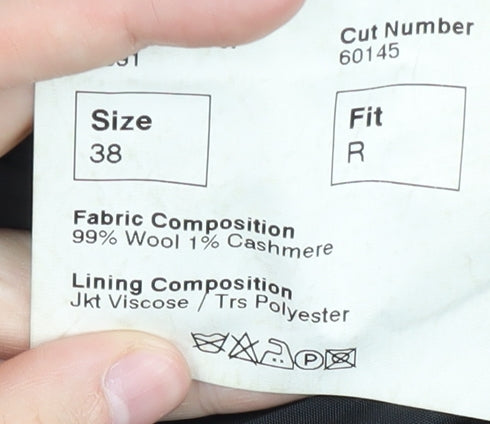 Cut Number
60145
Size
38
Fit
R
Fabric Composition
99% Wool 1% Cashmere
Lining Composition
Jkt Viscose / Trs Polyester
P